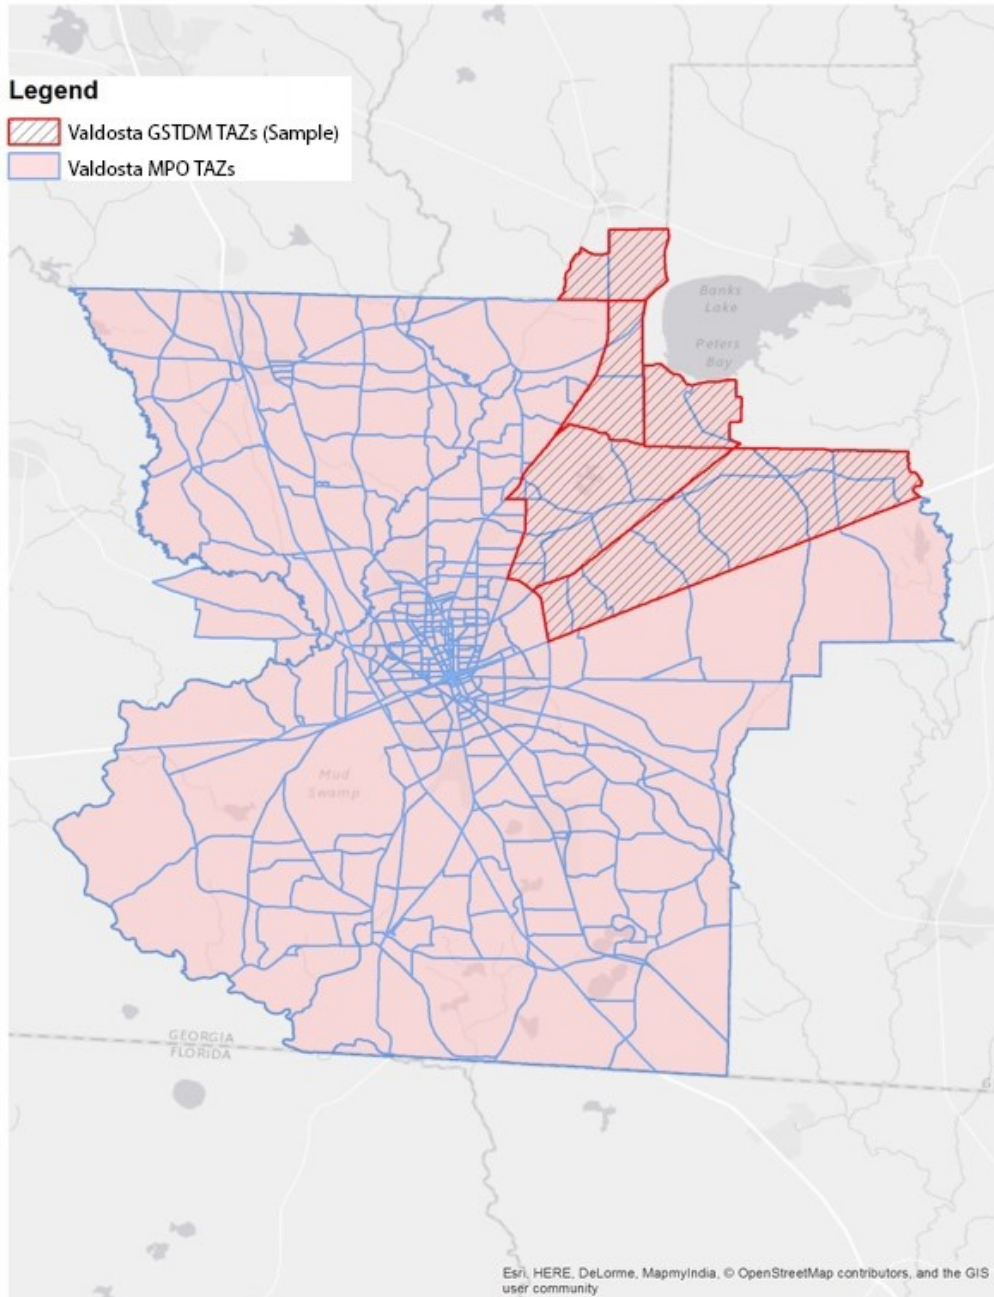 Legend
Valdosta GSTDM TAZs (Sample)
Valdosta MPO TAZs
Banks
Lake
Peters
Bay
Mud
Swamp
GEORGIA
FLORIDA
G
Esri, HERE, DeLorme, MapmyIndia, © OpenStreetMap contributors, and the GIS
user community